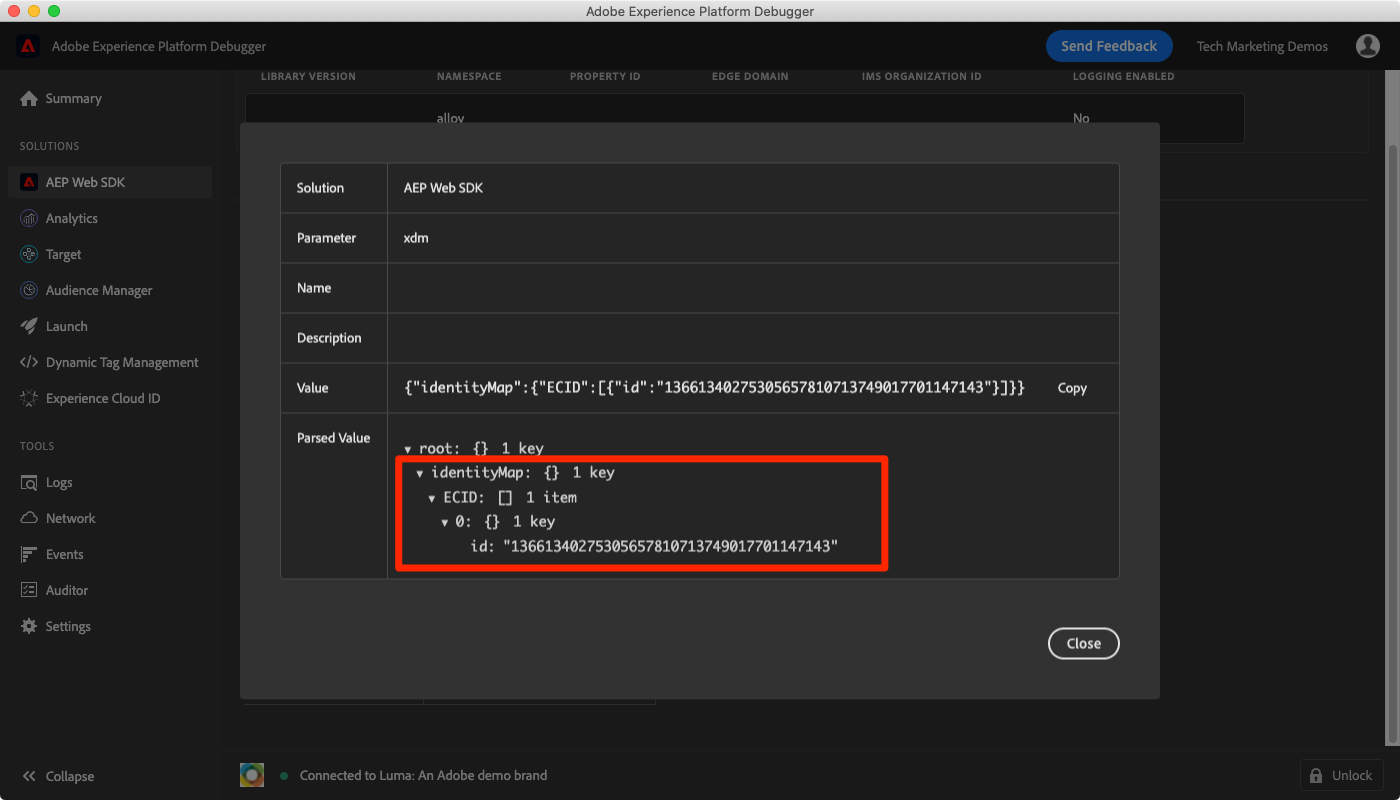 Adobe Experience Platform Debugger
Adobe Experience Platform Debugger
Send Feedback
Tech Marketing Demos
LIBRARY VERSION NAMESPACE PROPERTY ID EDGE DOMAIN IMS ORGANIZATION ID LOGGING ENABLED
alloy No
Summary
SOLUTIONS
AEP Web SDK
Analytics
Target
Audience Manager
Launch
Dynamic Tag Management
Experience Cloud ID
TOOLS
Logs
Network
Events
Auditor
Settings
Collapse
Solution AEP Web SDK
Parameter xdm
Name
Description
Value {"identityMap":{"ECID":[{"id":"13661340275305657810713749017701147143"}]}} Copy
Parsed Value
▼ root: {} 1 key
▼ identityMap: {} 1 key
▼ ECID: [] 1 item
▼ 0: {} 1 key
id: "13661340275305657810713749017701147143"
Close
Connected to Luma: An Adobe demo brand
Unlock